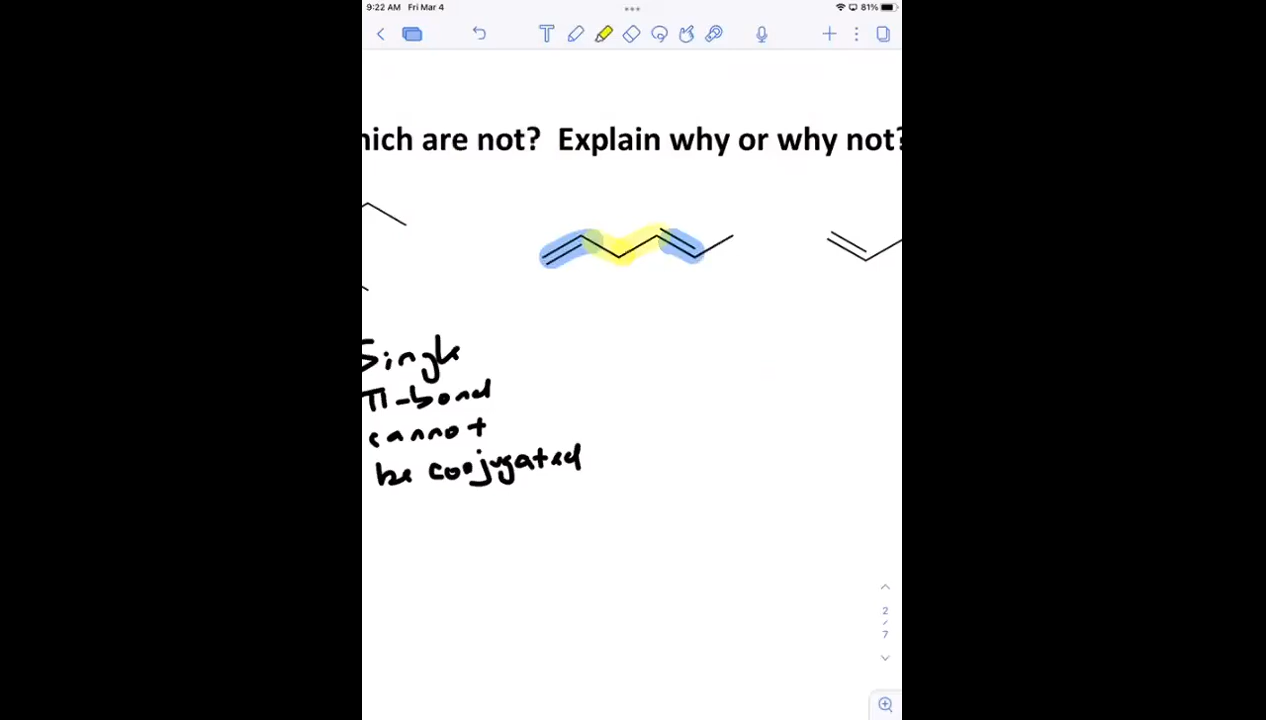 9:22 AM Fri Mar 4
81%
hich are not? Explain why or why not?
Single
π-bond
cannot
be conjugated
2
/
7